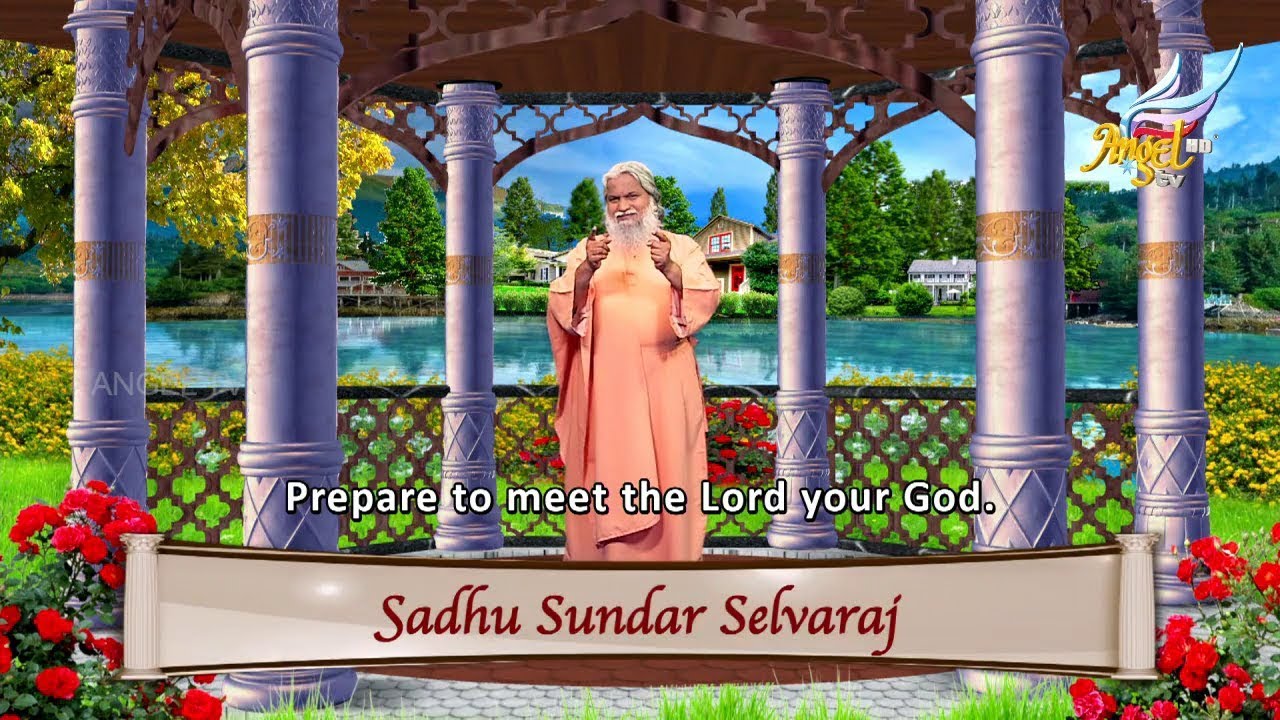 Angel HD
tv
ANGEL TV
Prepare to meet the Lord your God.
Sadhu Sundar Selvaraj